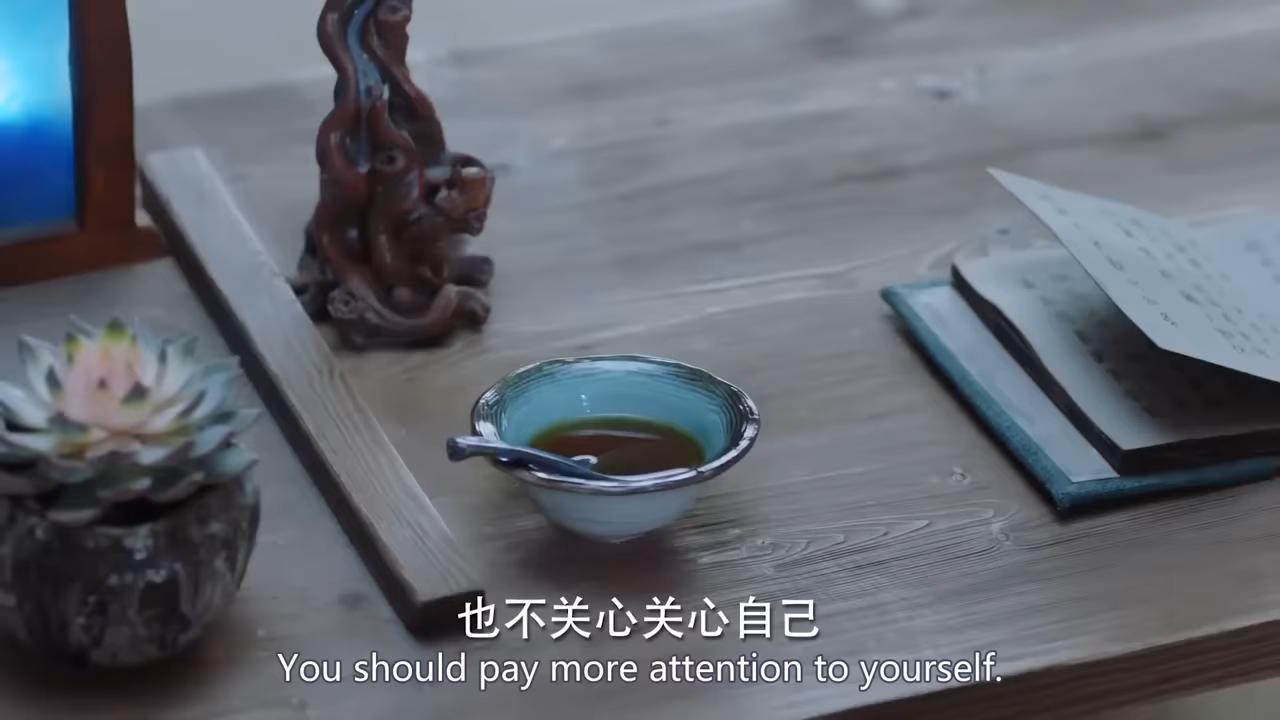 也不关心关心自己
You should pay more attention to yourself.